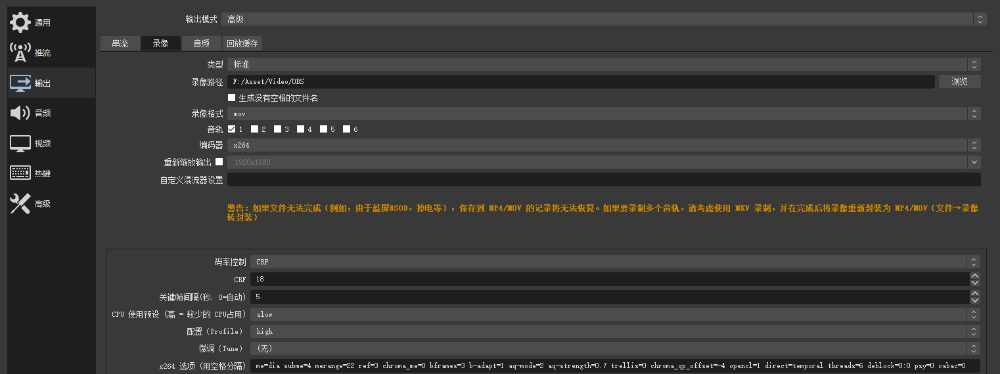 通用
推流
输出
音频
视频
热键
高级
输出模式 高级
串流 录像 音频 回放缓存
类型 标准
录像路径 F:/Asset/Video/OBS 浏览
生成没有空格的文件名
录像格式 mov
音轨 1 2 3 4 5 6
编码器 x264
重新缩放输出 1920x1080
自定义混流器设置
警告：如果文件无法完成（例如，由于蓝屏BSOD，掉电等），保存到 MP4/MOV 的记录将无法恢复。如果要录制多个音轨，请考虑使用 MKV 录制，并在完成后将录像重新封装为 MP4/MOV（文件→录像
转封装）
码率控制 CRF
CRF 18
关键帧间隔(秒, 0=自动) 5
CPU 使用预设 (高 = 较少的 CPU占用) slow
配置（Profile） high
微调（Tune） (无)
x264 选项 (用空格分隔) me=dia subme=4 merange=22 ref=3 chroma_me=0 bframes=3 b-adapt=1 aq-mode=2 aq-strength=0.7 trellis=0 chroma_qp_offset=-4 opencl=1 direct=temporal threads=6 deblock=0:0 psy=0 cabac=0